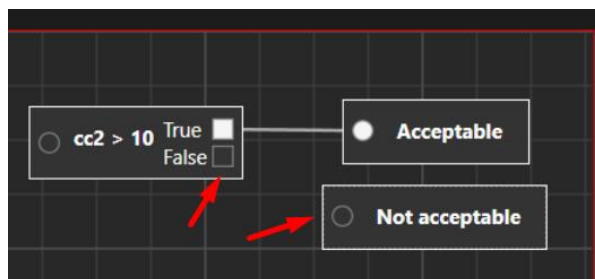 cc2 > 10
True
False
Acceptable
Not acceptable